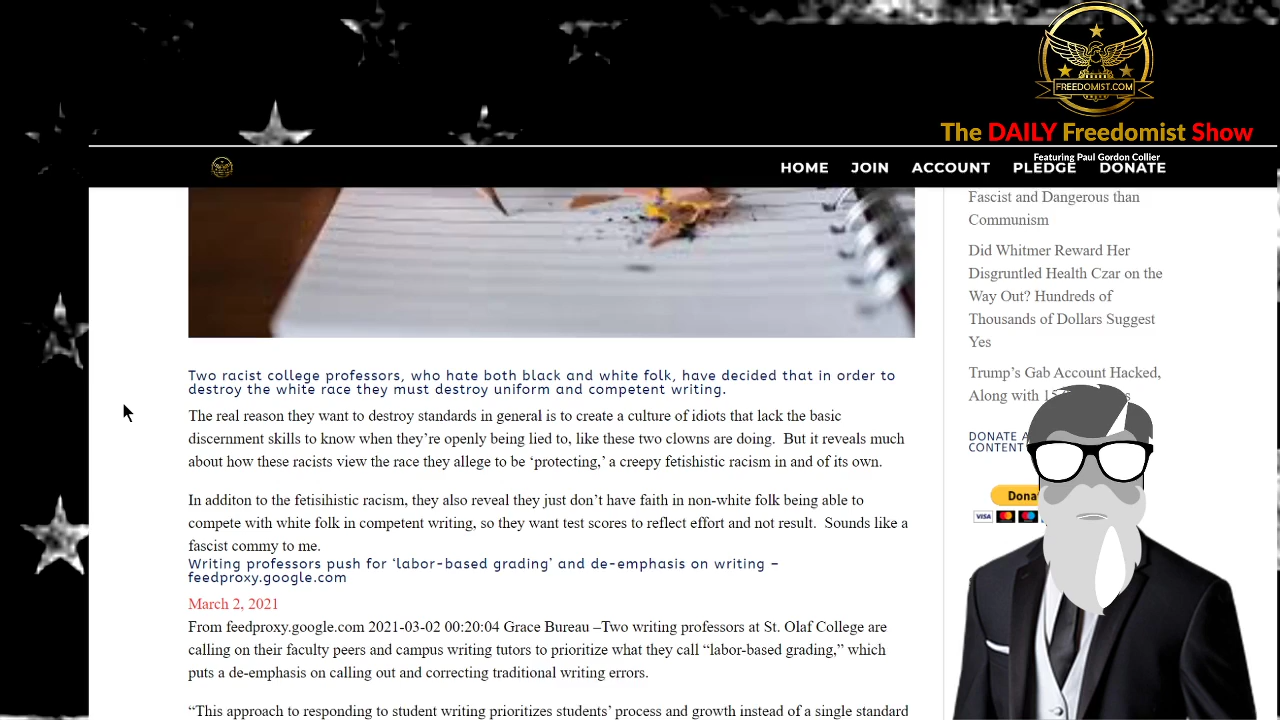 FREEDOMIST.COM
The DAILY Freedomist Show
Featuring Paul Gordon Collier
HOME JOIN ACCOUNT PLEDGE DONATE
Two racist college professors, who hate both black and white folk, have decided that in order to
destroy the white race they must destroy uniform and competent writing.
The real reason they want to destroy standards in general is to create a culture of idiots that lack the basic
discernment skills to know when they’re openly being lied to, like these two clowns are doing.  But it reveals much
about how these racists view the race they allege to be ‘protecting,’ a creepy fetishistic racism in and of its own.
In additon to the fetisihistic racism, they also reveal they just don’t have faith in non-white folk being able to
compete with white folk in competent writing, so they want test scores to reflect effort and not result.  Sounds like a
fascist commy to me.
Writing professors push for ‘labor-based grading’ and de-emphasis on writing –
feedproxy.google.com
March 2, 2021
From feedproxy.google.com 2021-03-02 00:20:04 Grace Bureau –Two writing professors at St. Olaf College are
calling on their faculty peers and campus writing tutors to prioritize what they call “labor-based grading,” which
puts a de-emphasis on calling out and correcting traditional writing errors.
“This approach to responding to student writing prioritizes students’ process and growth instead of a single standard
Fascist and Dangerous than
Communism
Did Whitmer Reward Her
Disgruntled Health Czar on the
Way Out? Hundreds of
Thousands of Dollars Suggest
Yes
Trump’s Gab Account Hacked,
Along with
DONATE
CONTENT
Dona
VISA